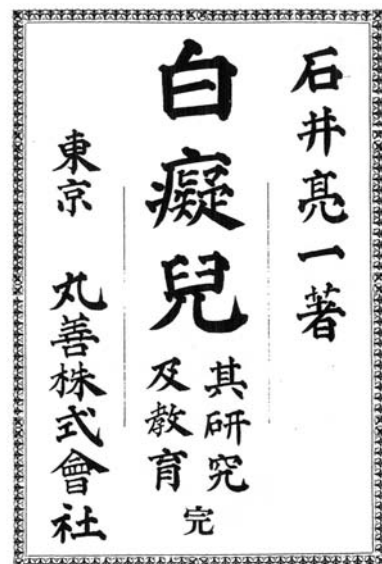 石井亮一著
白癡兒
其研究
及教育
完
東京 丸善株式會社